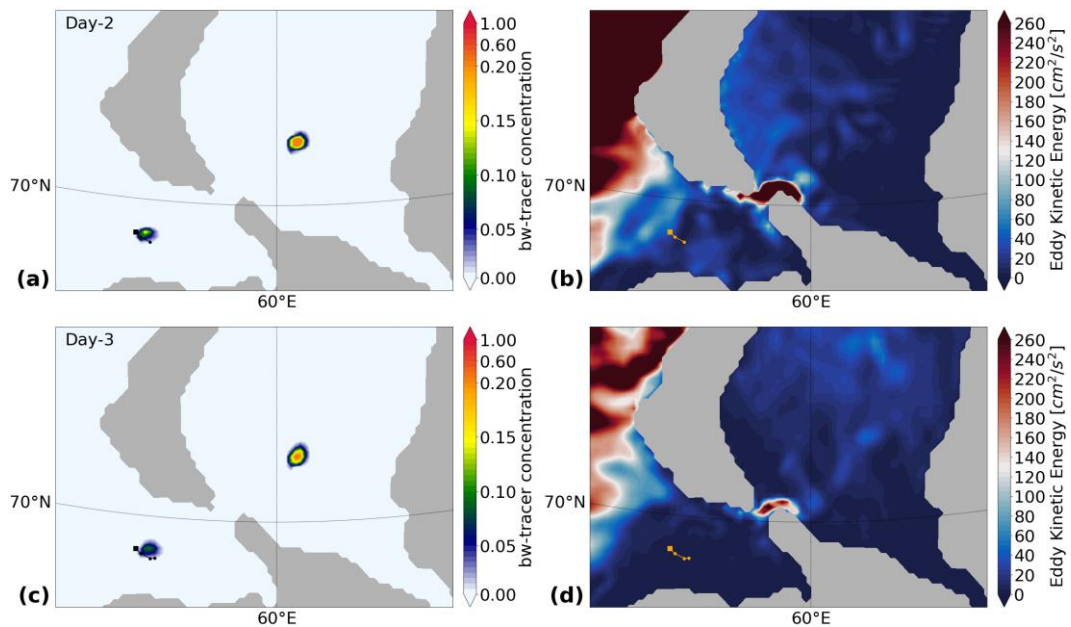 Day-2
70°N
(a)
60°E
1.00
0.60
0.20
0.15
0.10
0.05
0.00
bw-tracer concentration
70°N
(b)
60°E
260
240
220
200
180
160
140
120
100
80
60
40
20
0
Eddy Kinetic Energy [cm²/s²]
Day-3
70°N
(c)
60°E
1.00
0.60
0.20
0.15
0.10
0.05
0.00
bw-tracer concentration
70°N
(d)
60°E
260
240
220
200
180
160
140
120
100
80
60
40
20
0
Eddy Kinetic Energy [cm²/s²]